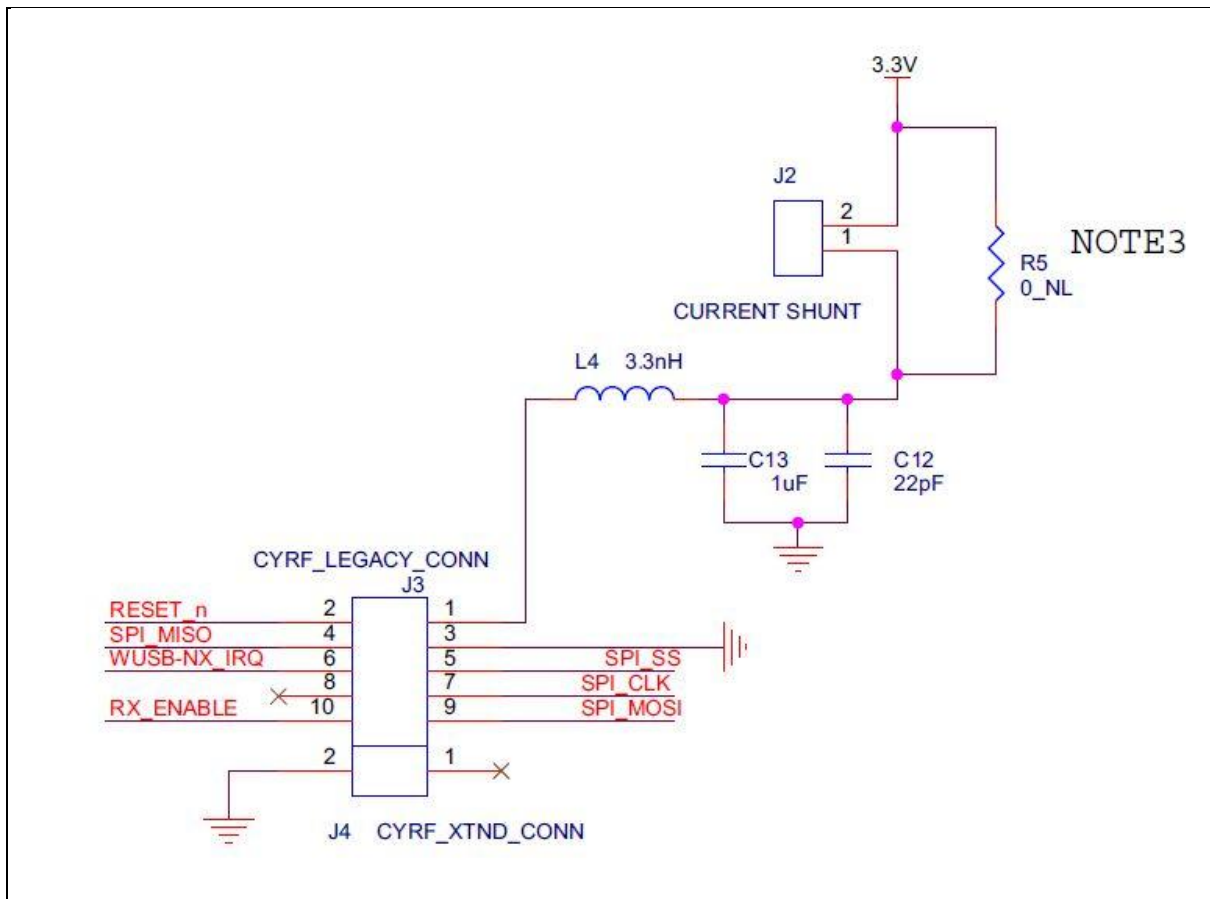 3.3V
J2
2
1
NOTE3
R5
0_NL
CURRENT SHUNT
L4 3.3nH
C13
1uF
C12
22pF
CYRF_LEGACY_CONN
J3
RESET_n 2 1
SPI_MISO 4 3
WUSB-NX_IRQ 6 5 SPI_SS
8 7 SPI_CLK
RX_ENABLE 10 9 SPI_MOSI
2 1
J4 CYRF_XTND_CONN